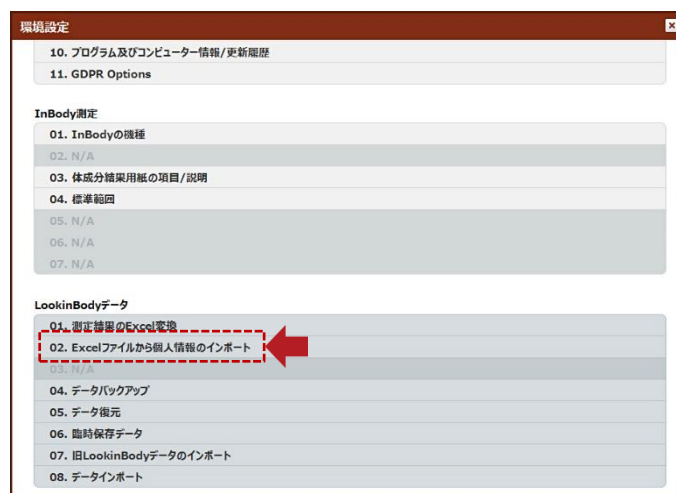 環境設定
10. プログラム及びコンピューター情報/更新履歴
11. GDPR Options
InBody測定
01. InBodyの機種
02. N/A
03. 体成分結果用紙の項目/説明
04. 標準範囲
05. N/A
06. N/A
07. N/A
LookinBodyデータ
01. 測定結果のExcel変換
02. Excelファイルから個人情報のインポート
03. N/A
04. データバックアップ
05. データ復元
06. 臨時保存データ
07. 旧LookinBodyデータのインポート
08. データインポート